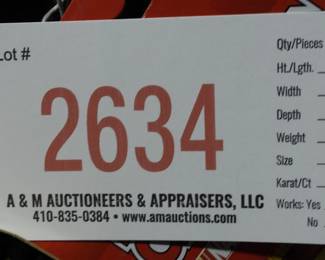 Lot #
2634
A & M AUCTIONEERS & APPRAISERS, LLC
410-835-0384 • www.amauctions.com
Qty/Pieces
Ht./Lgth.
Width
Depth
Weight
Size
Karat/Ct
Works: Yes
No